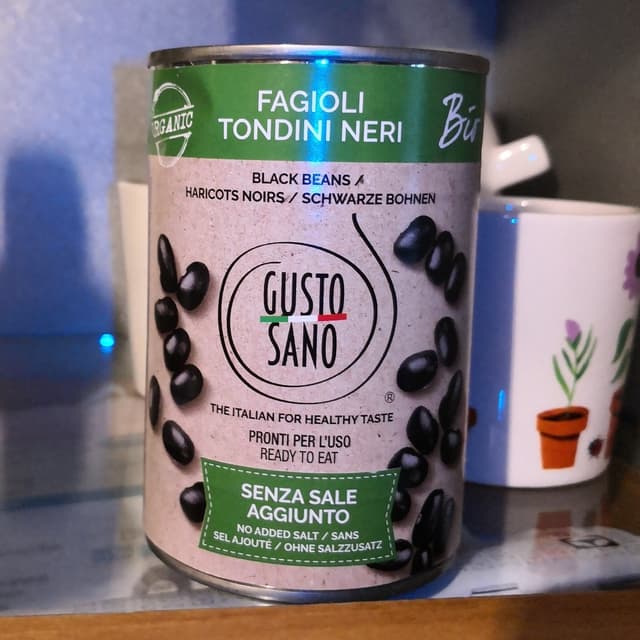 ORGANIC
FAGIOLI
TONDINI NERI
Bio
BLACK BEANS /
HARICOTS NOIRS / SCHWARZE BOHNEN
GUSTO
SANO
®
THE ITALIAN FOR HEALTHY TASTE
PRONTI PER L'USO
READY TO EAT
SENZA SALE
AGGIUNTO
NO ADDED SALT / SANS
SEL AJOUTÉ / OHNE SALZZUSATZ